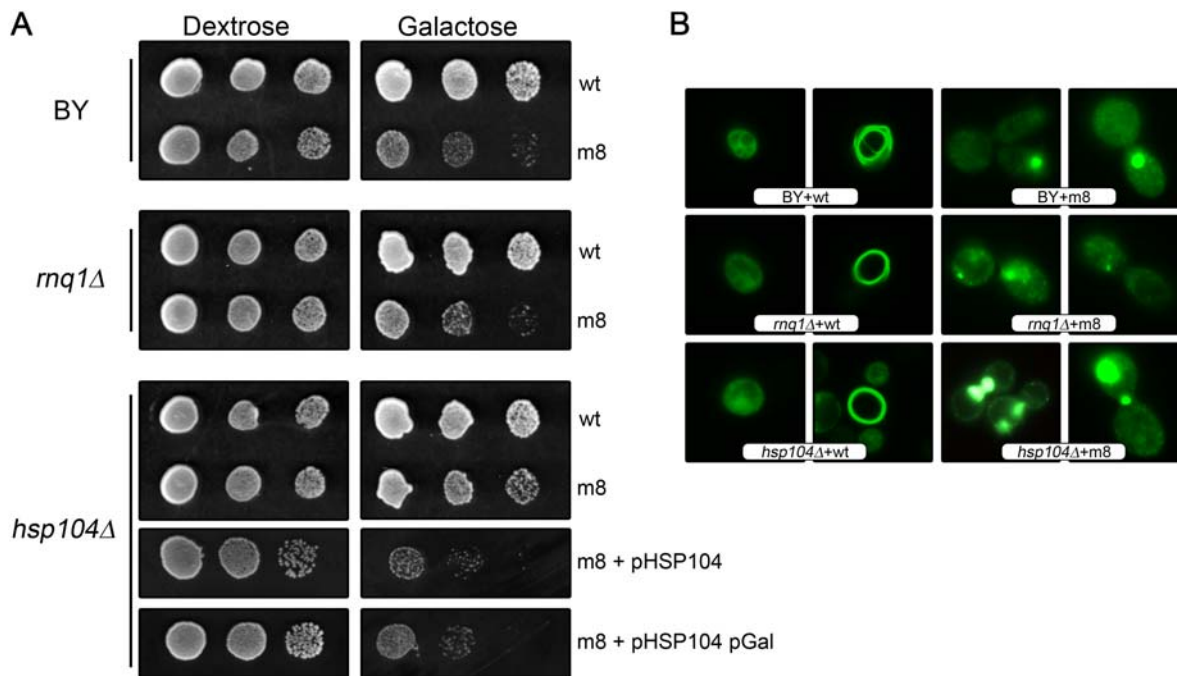 A
Dextrose Galactose
BY
wt
m8
rnq1Δ
wt
m8
hsp104Δ
wt
m8
m8 + pHSP104
m8 + pHSP104 pGal
B
BY+wt BY+m8
rnq1Δ+wt rnq1Δ+m8
hsp104Δ+wt hsp104Δ+m8